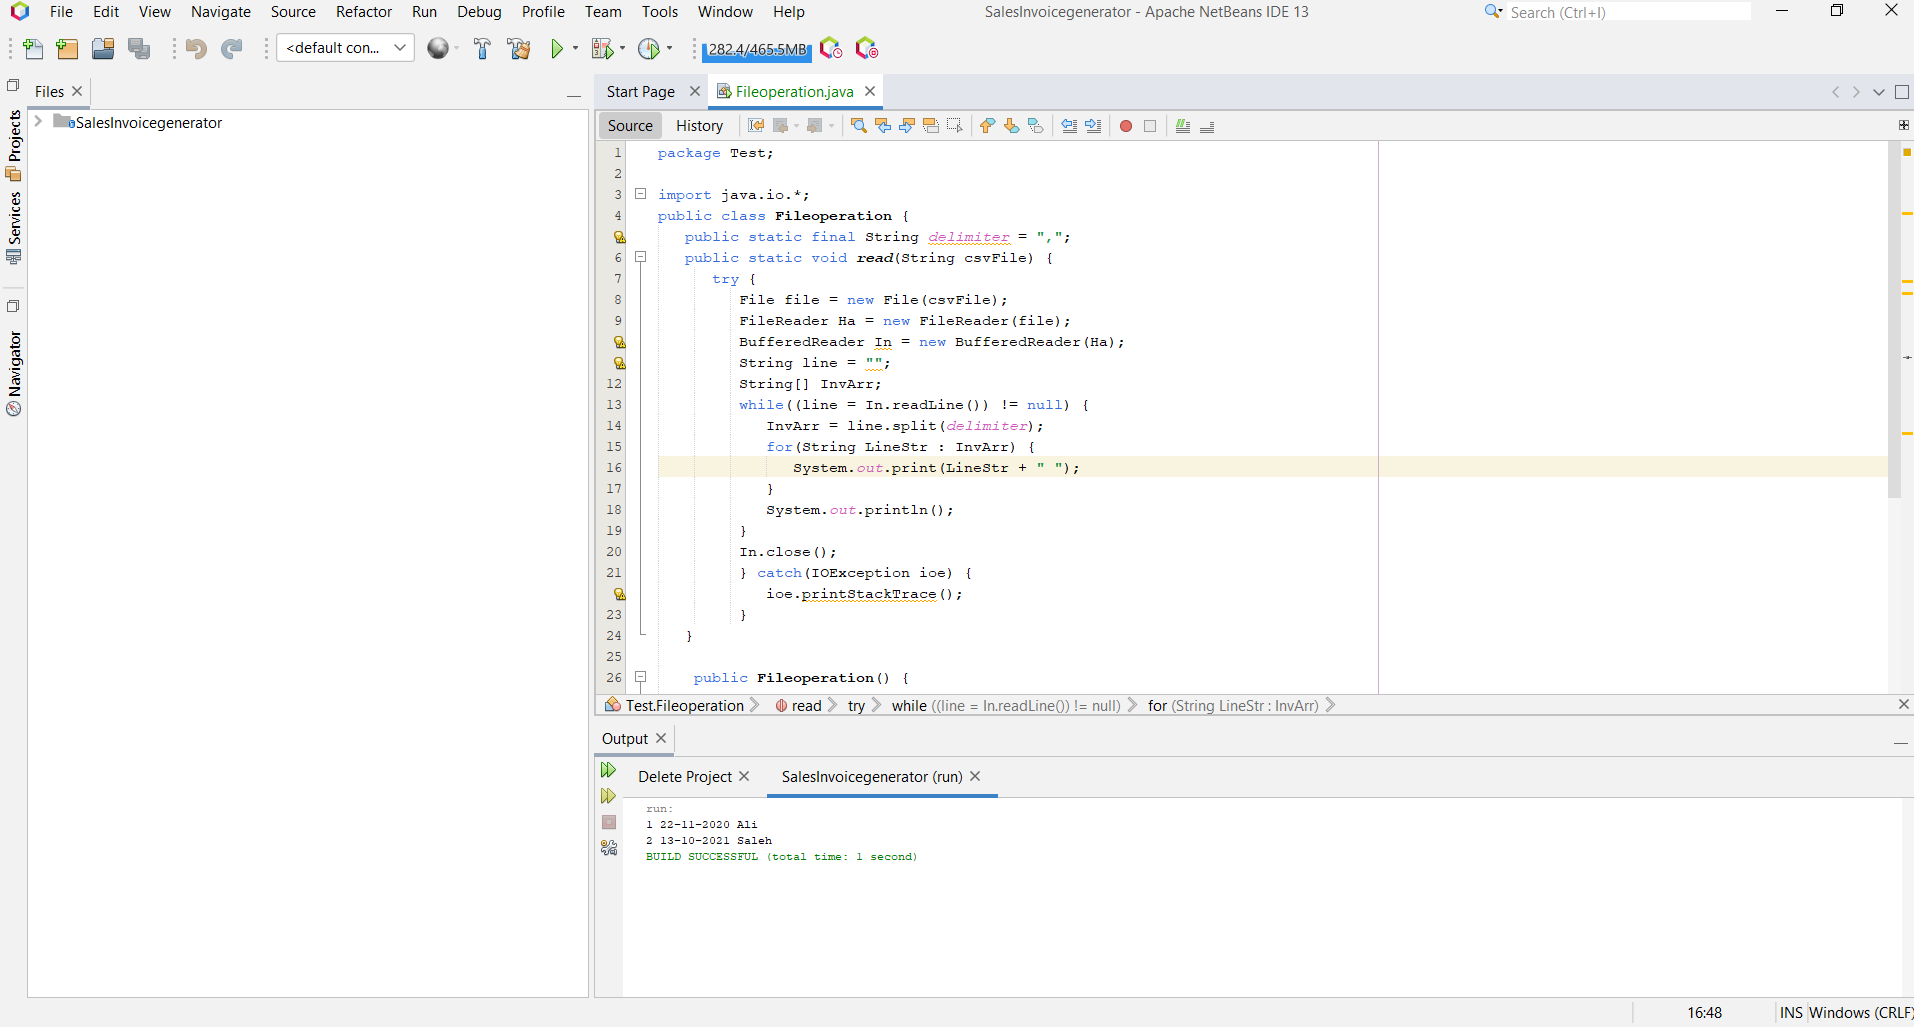 File Edit View Navigate Source Refactor Run Debug Profile Team Tools Window Help
SalesInvoicegenerator - Apache NetBeans IDE 13
Search (Ctrl+I)
<default con...
282.4/465.5MB
Projects
Services
Navigator
Files
SalesInvoicegenerator
Start Page Fileoperation.java
Source History
1 package Test;
2
3 import java.io.*;
4 public class Fileoperation {
public static final String delimiter = ",";
6 public static void read(String csvFile) {
7 try {
8 File file = new File(csvFile);
9 FileReader Ha = new FileReader(file);
BufferedReader In = new BufferedReader(Ha);
String line = "";
12 String[] InvArr;
13 while((line = In.readLine()) != null) {
14 InvArr = line.split(delimiter);
15 for(String LineStr : InvArr) {
16 System.out.print(LineStr + " ");
17 }
18 System.out.println();
19 }
20 In.close();
21 } catch(IOException ioe) {
ioe.printStackTrace();
23 }
24 }
25
26 public Fileoperation() {
Test.Fileoperation read try while ((line = In.readLine()) != null) for (String LineStr : InvArr)
Output
Delete Project SalesInvoicegenerator (run)
run:
1 22-11-2020 Ali
2 13-10-2021 Saleh
BUILD SUCCESSFUL (total time: 1 second)
16:48 INS Windows (CRLF)